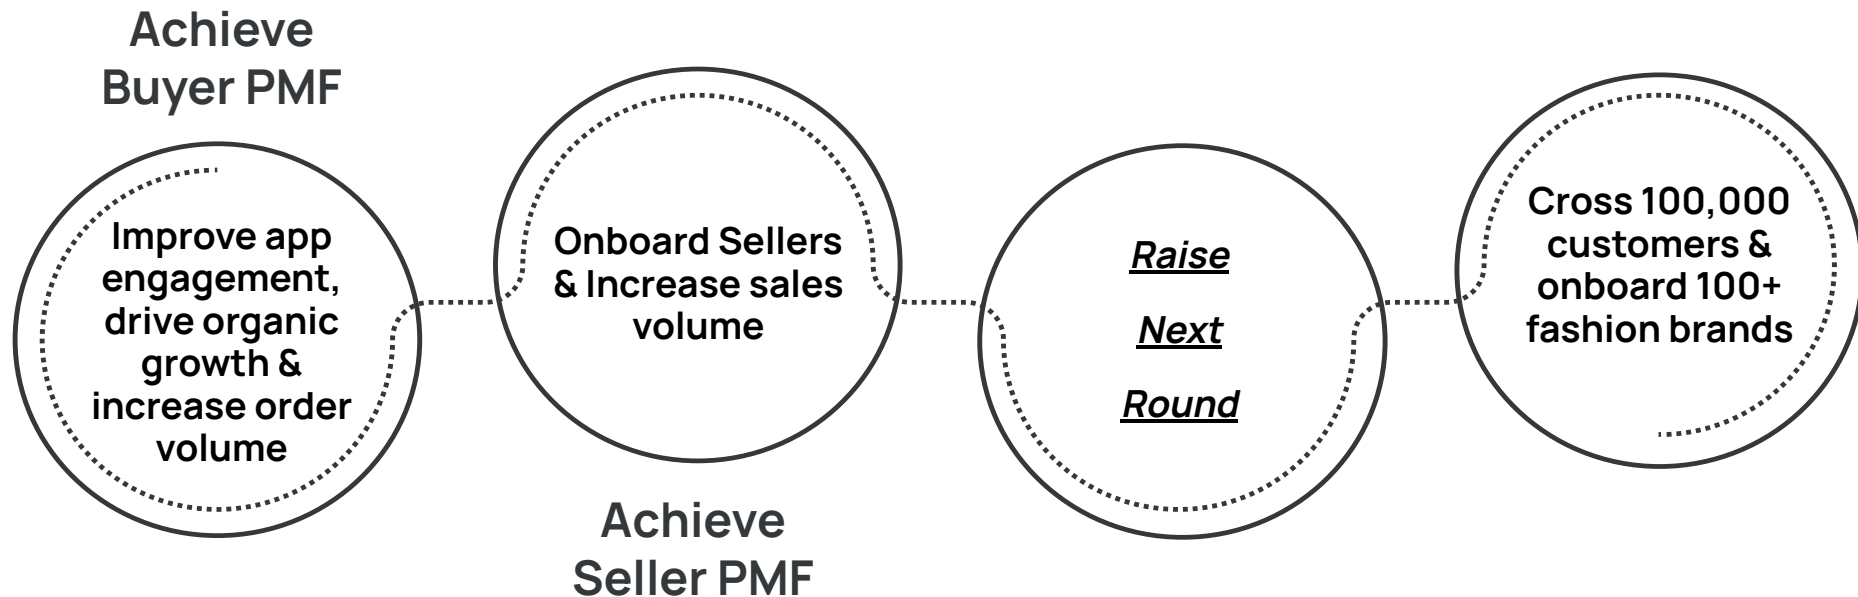 Achieve
Buyer PMF
Improve app
engagement,
drive organic
growth &
increase order
volume
Onboard Sellers
& Increase sales
volume
Achieve
Seller PMF
Raise
Next
Round
Cross 100,000
customers &
onboard 100+
fashion brands